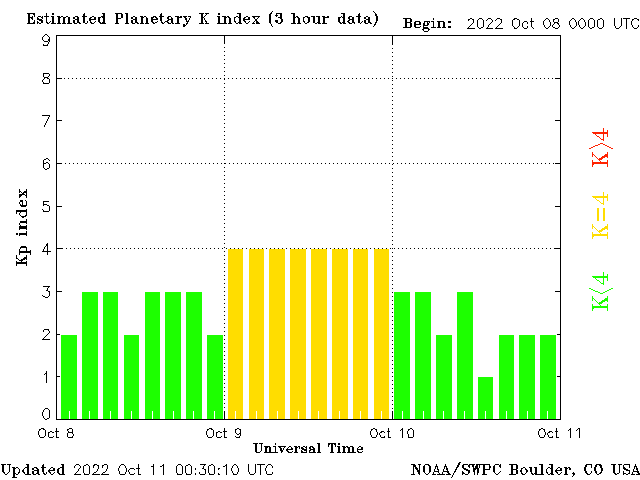 Estimated Planetary K index (3 hour data) Begin: 2022 Oct 08 0000 UTC
9
8
7
6
5
4
3
2
1
0
Kp index
K>4
K=4
K<4
Oct 8 Oct 9 Oct 10 Oct 11
Universal Time
Updated 2022 Oct 11 00:30:10 UTC NOAA/SWPC Boulder, CO USA